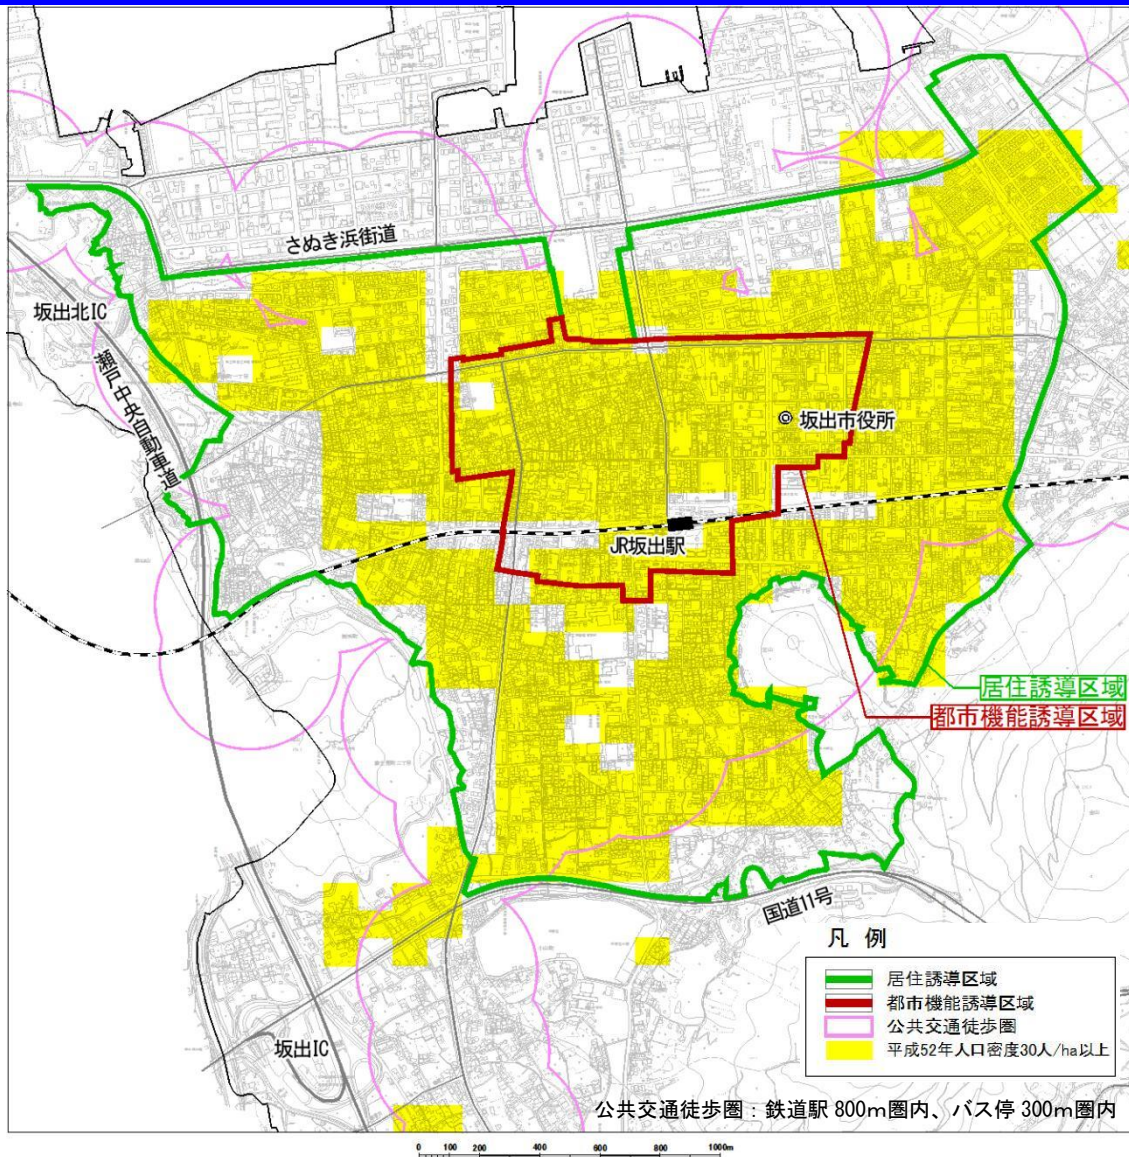 さぬき浜街道
坂出北IC
瀬戸中央自動車道
坂出市役所
JR坂出駅
居住誘導区域
都市機能誘導区域
国道11号
坂出IC
凡 例
居住誘導区域
都市機能誘導区域
公共交通徒歩圏
平成52年人口密度30人/ha以上
公共交通徒歩圏：鉄道駅 800m圏内、バス停 300m圏内
0 100 200 400 600 800 1000m